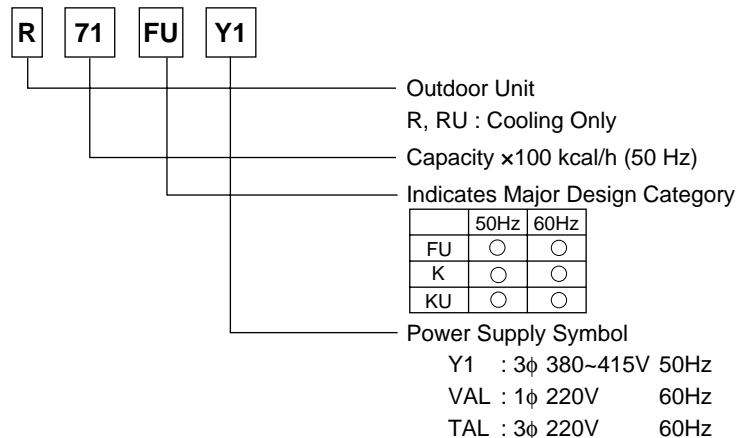 R 71 FU Y1
Outdoor Unit
R, RU : Cooling Only
Capacity ×100 kcal/h (50 Hz)
Indicates Major Design Category
50Hz 60Hz
FU ○ ○
K ○ ○
KU ○ ○
Power Supply Symbol
Y1 : 3ϕ 380~415V 50Hz
VAL : 1ϕ 220V 60Hz
TAL : 3ϕ 220V 60Hz